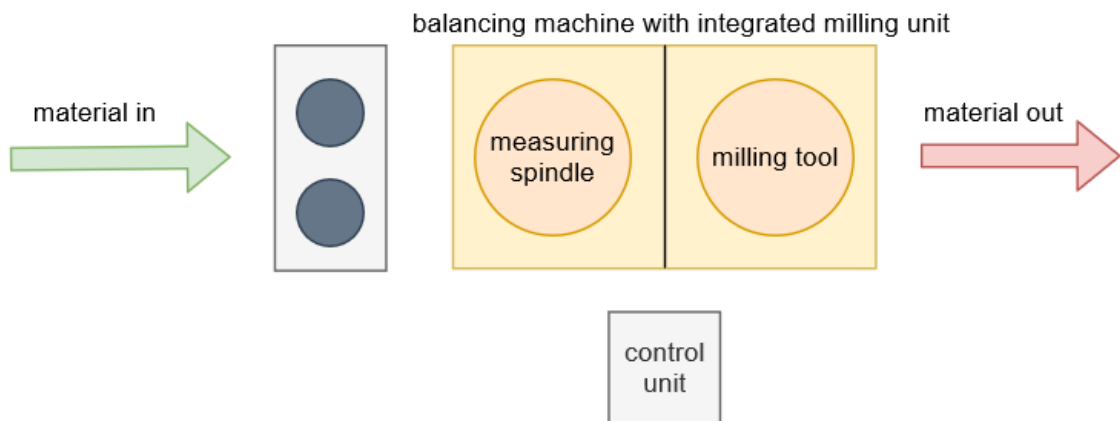 balancing machine with integrated milling unit
material in
measuring
spindle
milling tool
material out
control
unit